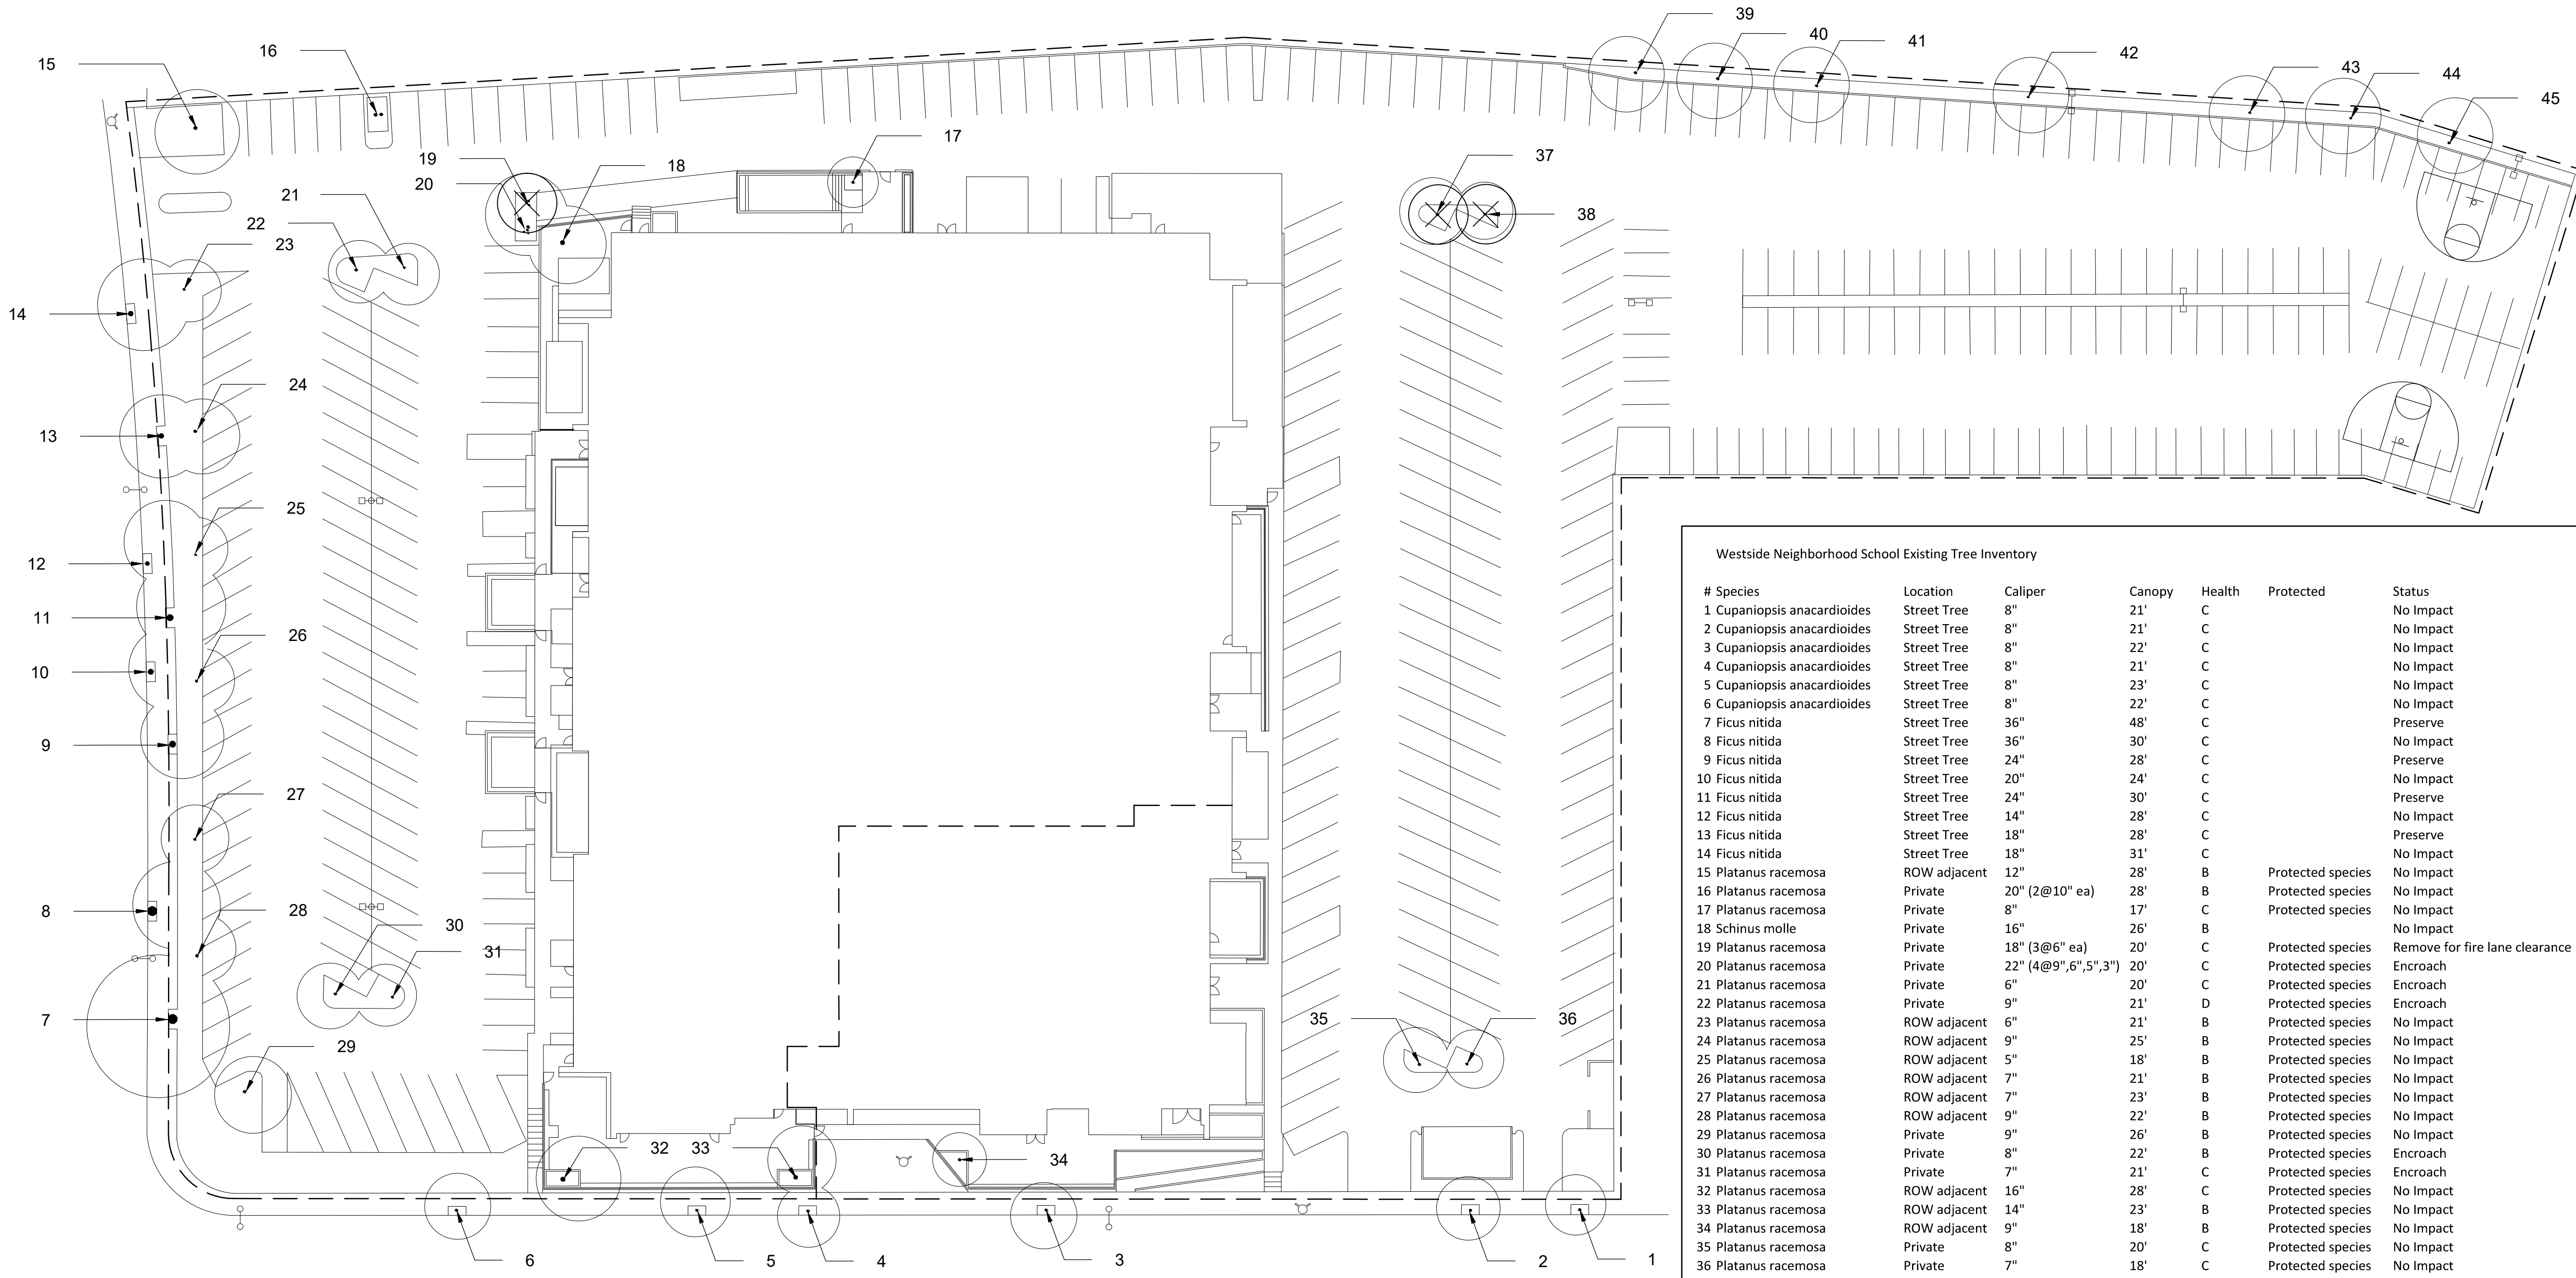 39
40
16
41
42
15
43
44
45
17
19
18
37
20
21
38
22
23
14
24
13
25
12
11
26
10
9
27
28
8
30
31
7
35
36
29
32 33
34
6
5
4
3
2
1
Westside Neighborhood School Existing Tree Inventory
# Species Location Caliper Canopy Health Protected Status
1 Cupaniopsis anacardioides Street Tree 8" 21' C No Impact
2 Cupaniopsis anacardioides Street Tree 8" 21' C No Impact
3 Cupaniopsis anacardioides Street Tree 8" 22' C No Impact
4 Cupaniopsis anacardioides Street Tree 8" 21' C No Impact
5 Cupaniopsis anacardioides Street Tree 8" 23' C No Impact
6 Cupaniopsis anacardioides Street Tree 8" 22' C No Impact
7 Ficus nitida Street Tree 36" 48' C Preserve
8 Ficus nitida Street Tree 36" 30' C No Impact
9 Ficus nitida Street Tree 24" 28' C Preserve
10 Ficus nitida Street Tree 20" 24' C No Impact
11 Ficus nitida Street Tree 24" 30' C Preserve
12 Ficus nitida Street Tree 14" 28' C No Impact
13 Ficus nitida Street Tree 18" 28' C Preserve
14 Ficus nitida Street Tree 18" 31' C No Impact
15 Platanus racemosa ROW adjacent 12" 28' B Protected species No Impact
16 Platanus racemosa Private 20" (2@10" ea) 28' B Protected species No Impact
17 Platanus racemosa Private 8" 17' C Protected species No Impact
18 Schinus molle Private 16" 26' B No Impact
19 Platanus racemosa Private 18" (3@6" ea) 20' C Protected species Remove for fire lane clearance
20 Platanus racemosa Private 22" (4@9",6",5",3") 20' C Protected species Encroach
21 Platanus racemosa Private 6" 20' C Protected species Encroach
22 Platanus racemosa Private 9" 21' D Protected species Encroach
23 Platanus racemosa ROW adjacent 6" 21' B Protected species No Impact
24 Platanus racemosa ROW adjacent 9" 25' B Protected species No Impact
25 Platanus racemosa ROW adjacent 5" 18' B Protected species No Impact
26 Platanus racemosa ROW adjacent 7" 21' B Protected species No Impact
27 Platanus racemosa ROW adjacent 7" 23' B Protected species No Impact
28 Platanus racemosa ROW adjacent 9" 22' B Protected species No Impact
29 Platanus racemosa Private 9" 26' B Protected species No Impact
30 Platanus racemosa Private 8" 22' B Protected species Encroach
31 Platanus racemosa Private 7" 21' C Protected species Encroach
32 Platanus racemosa ROW adjacent 16" 28' C Protected species No Impact
33 Platanus racemosa ROW adjacent 14" 23' B Protected species No Impact
34 Platanus racemosa ROW adjacent 9" 18' B Protected species No Impact
35 Platanus racemosa Private 8" 20' C Protected species No Impact
36 Platanus racemosa Private 7" 18' C Protected species No Impact